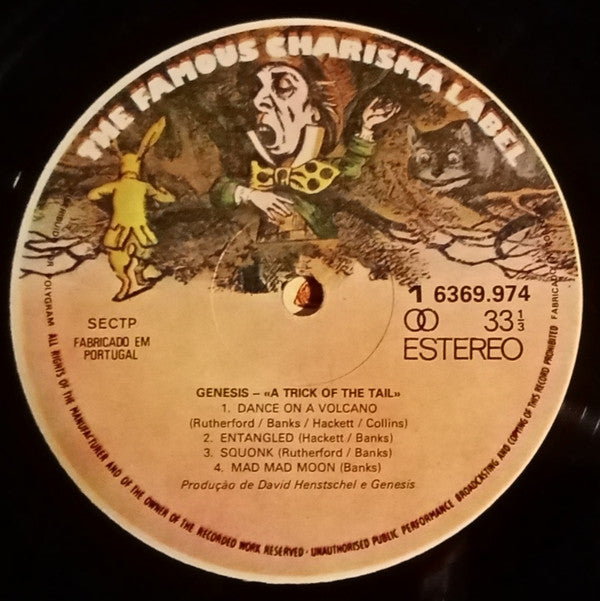 THE FAMOUS CHARISMA LABEL
1 6369.974
33 1/3
ESTEREO
SECTP
FABRICADO EM
PORTUGAL
GENESIS – «A TRICK OF THE TAIL»
1. DANCE ON A VOLCANO
(Rutherford / Banks / Hackett / Collins)
2. ENTANGLED (Hackett / Banks)
3. SQUONK (Rutherford / Banks)
4. MAD MAD MOON (Banks)
Produção de David Henstschel e Genesis
POLYGRAM ALL RIGHTS OF THE MANUFACTURER AND OF THE OWNER OF THE RECORDED WORK RESERVED · UNAUTHORISED PUBLIC PERFORMANCE BROADCASTING AND COPYING OF THIS RECORD PROHIBITED FABRICADO